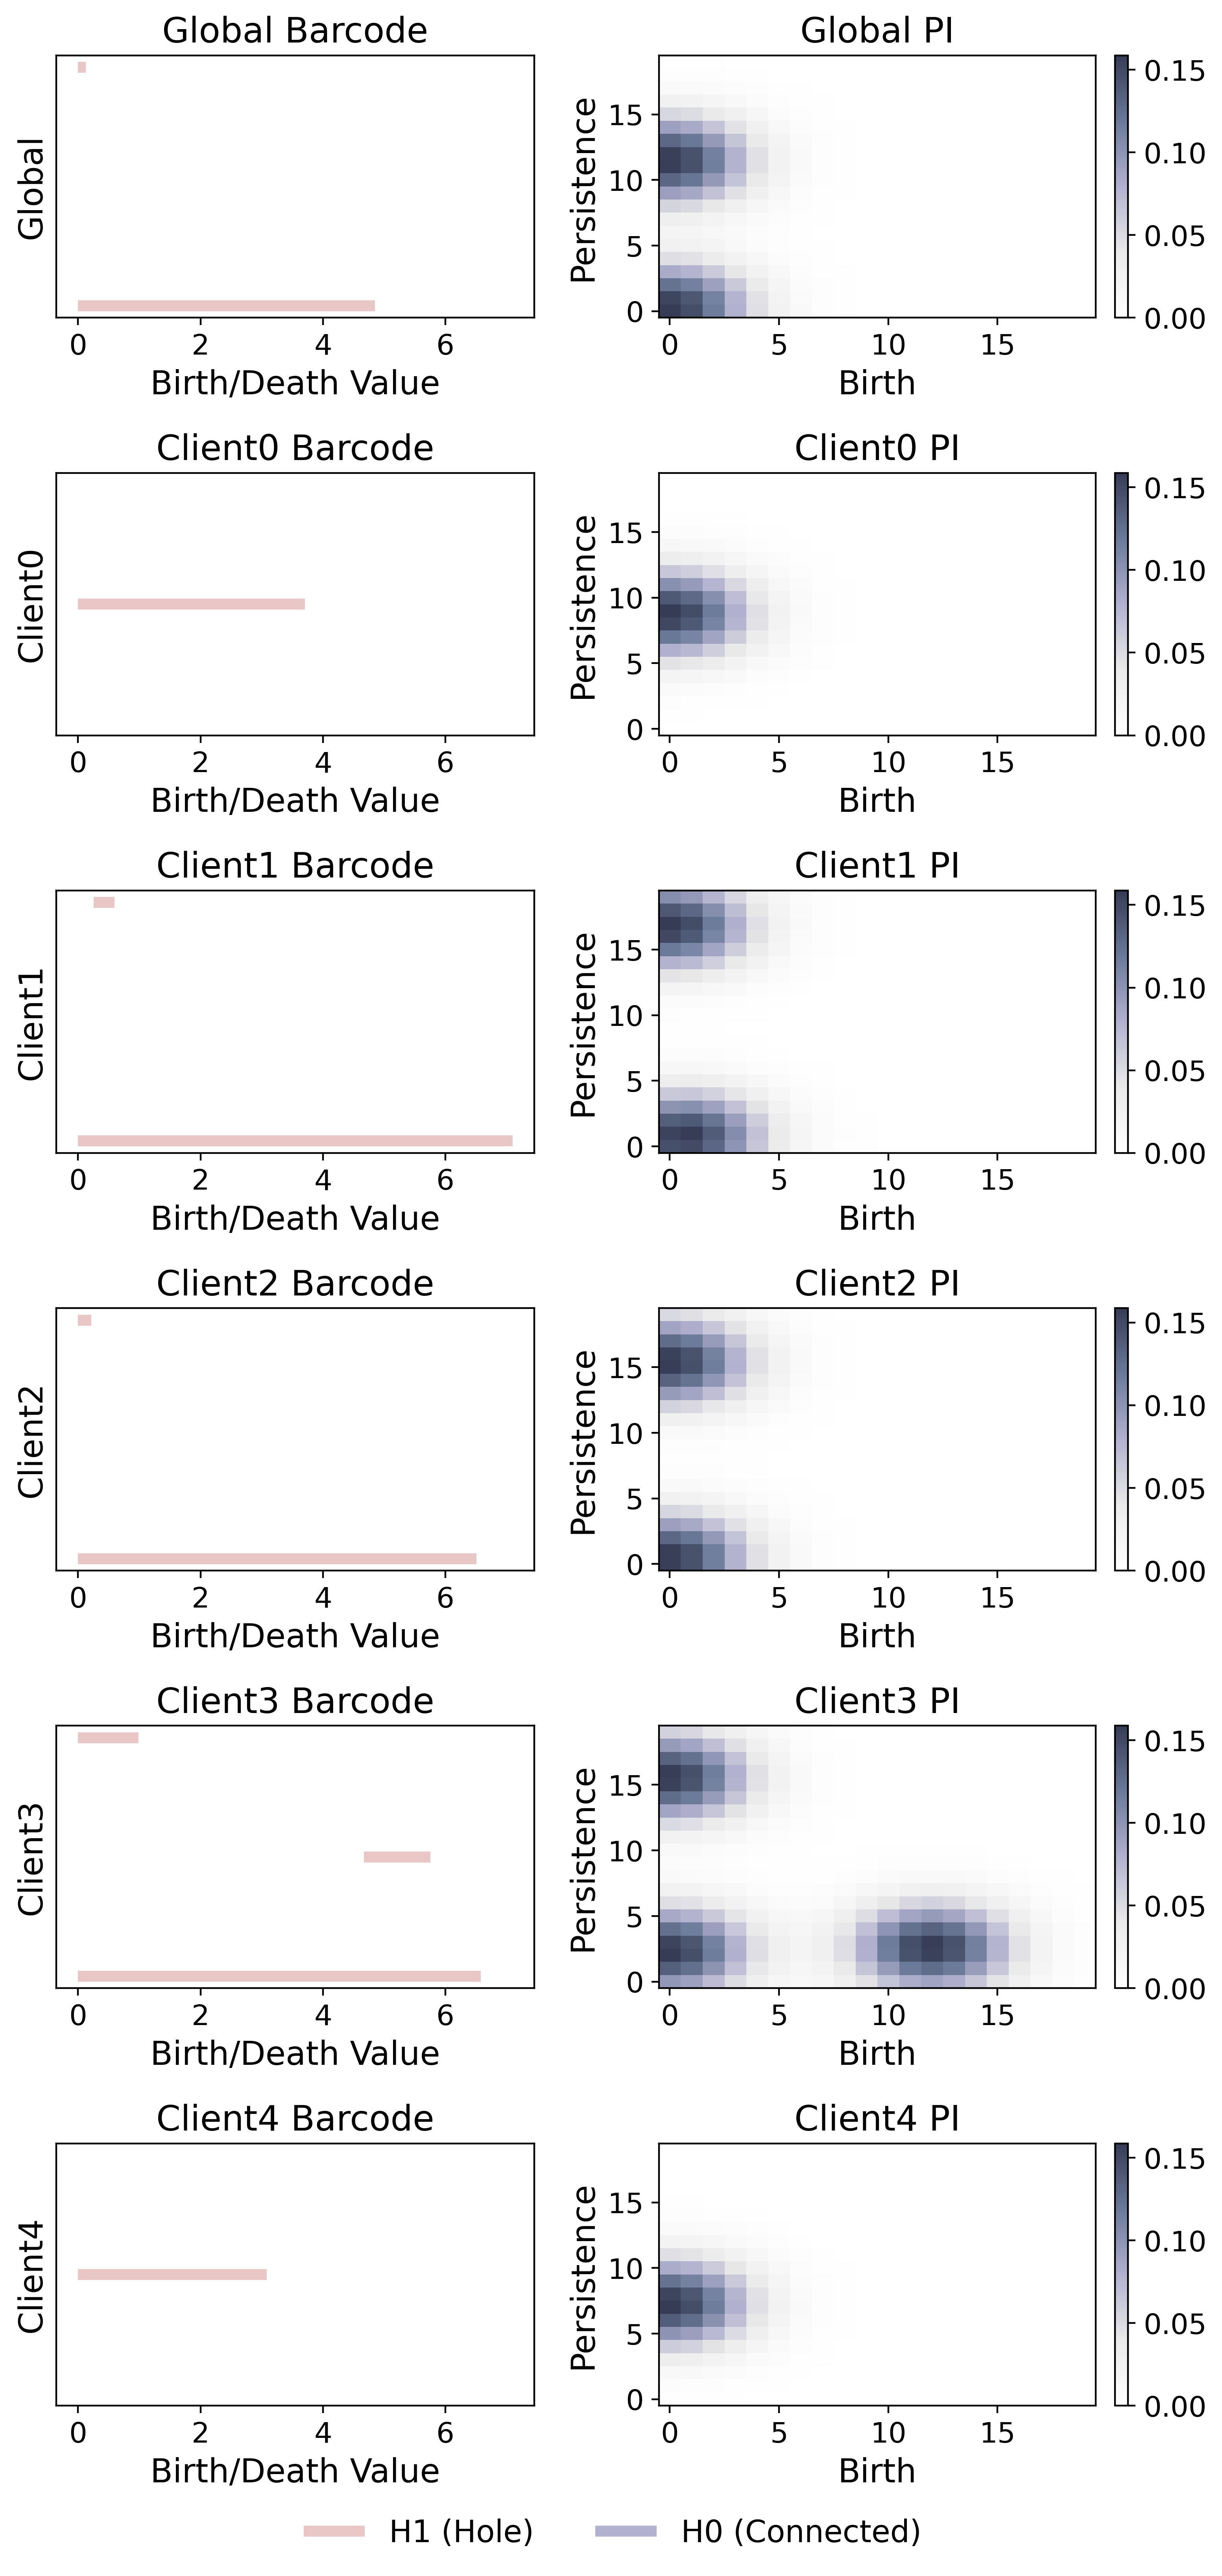 Global Barcode
Global
0 2 4 6
Birth/Death Value
Global PI
Persistence
15
10
5
0
0 5 10 15
Birth
0.15
0.10
0.05
0.00
Client0 Barcode
Client0
0 2 4 6
Birth/Death Value
Client0 PI
Persistence
15
10
5
0
0 5 10 15
Birth
0.15
0.10
0.05
0.00
Client1 Barcode
Client1
0 2 4 6
Birth/Death Value
Client1 PI
Persistence
15
10
5
0
0 5 10 15
Birth
0.15
0.10
0.05
0.00
Client2 Barcode
Client2
0 2 4 6
Birth/Death Value
Client2 PI
Persistence
15
10
5
0
0 5 10 15
Birth
0.15
0.10
0.05
0.00
Client3 Barcode
Client3
0 2 4 6
Birth/Death Value
Client3 PI
Persistence
15
10
5
0
0 5 10 15
Birth
0.15
0.10
0.05
0.00
Client4 Barcode
Client4
0 2 4 6
Birth/Death Value
Client4 PI
Persistence
15
10
5
0
0 5 10 15
Birth
0.15
0.10
0.05
0.00
H1 (Hole) H0 (Connected)